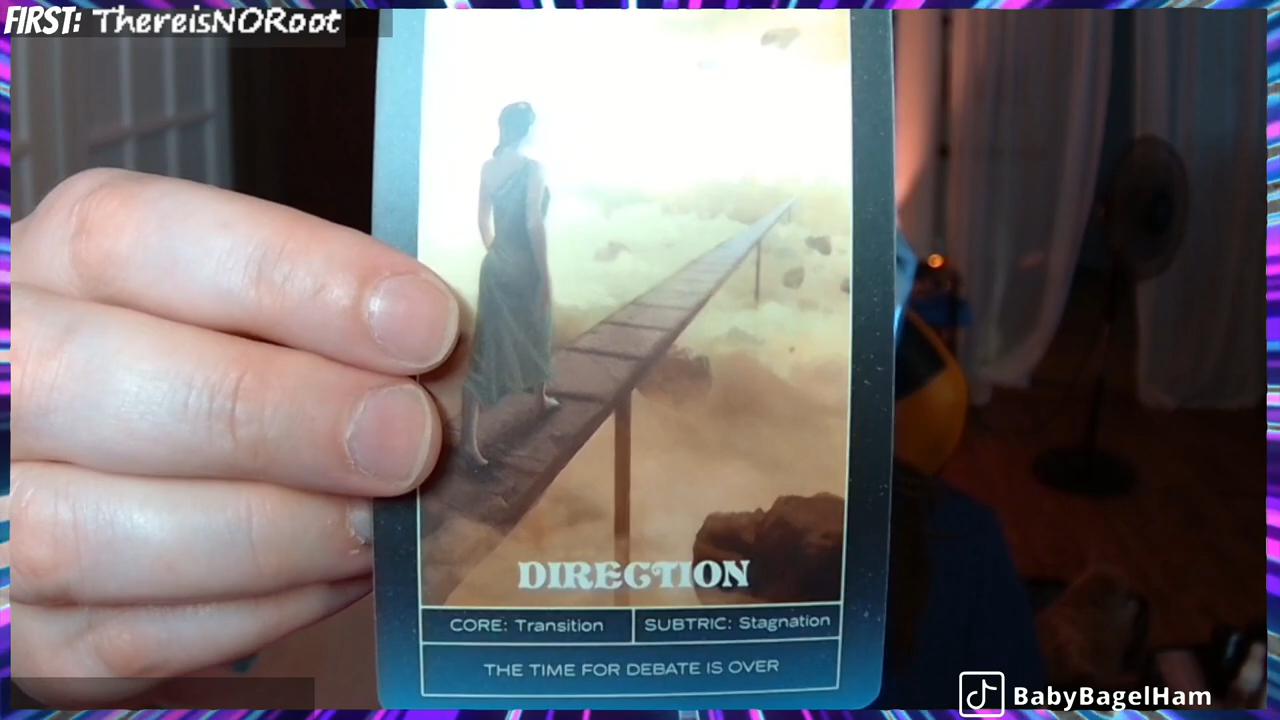 FIRST: ThereisNORoot
DIRECTION
CORE: Transition
SUBTRIC: Stagnation
THE TIME FOR DEBATE IS OVER
BabyBagelHam